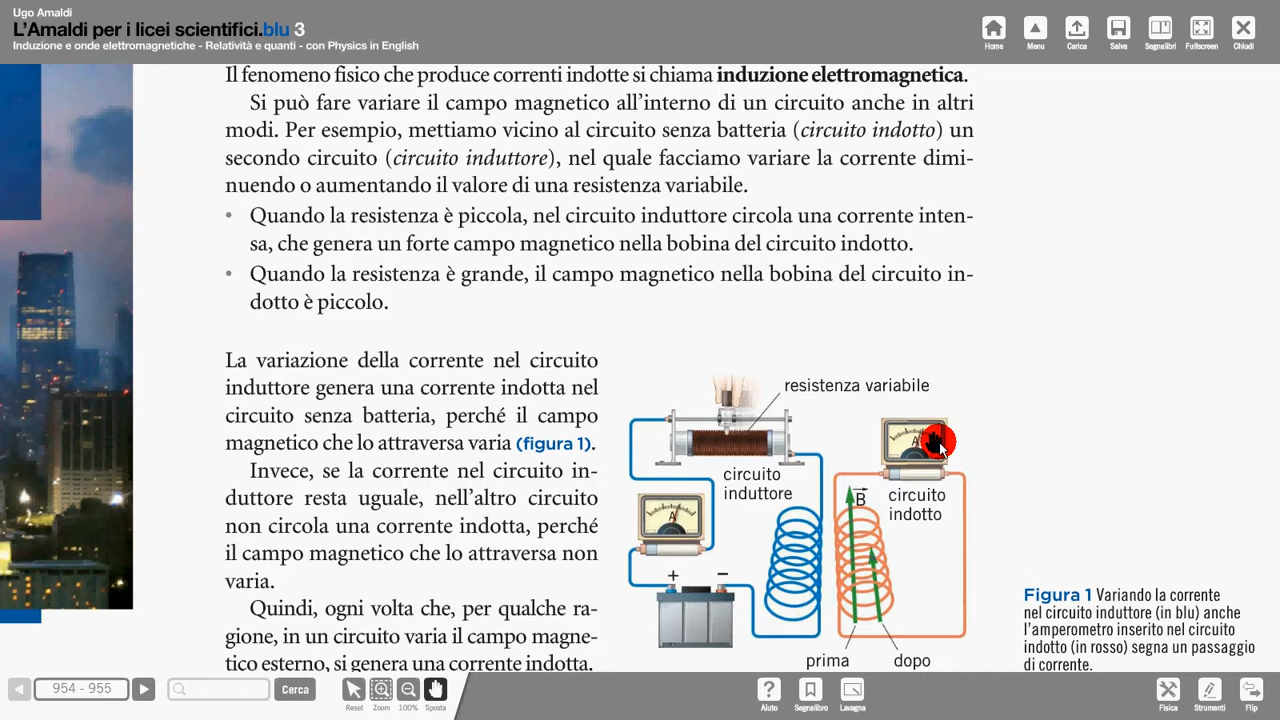 Ugo Amaldi
L'Amaldi per i licei scientifici.blu 3
Induzione e onde elettromagnetiche - Relatività e quanti - con Physics in English
Home Menu Carica Salva Segnalibri Fullscreen Chiudi
Il fenomeno fisico che produce correnti indotte si chiama induzione elettromagnetica.
Si può fare variare il campo magnetico all'interno di un circuito anche in altri
modi. Per esempio, mettiamo vicino al circuito senza batteria (circuito indotto) un
secondo circuito (circuito induttore), nel quale facciamo variare la corrente dimi-
nuendo o aumentando il valore di una resistenza variabile.
• Quando la resistenza è piccola, nel circuito induttore circola una corrente inten-
sa, che genera un forte campo magnetico nella bobina del circuito indotto.
• Quando la resistenza è grande, il campo magnetico nella bobina del circuito in-
dotto è piccolo.
La variazione della corrente nel circuito
induttore genera una corrente indotta nel
circuito senza batteria, perché il campo
magnetico che lo attraversa varia (figura 1).
Invece, se la corrente nel circuito in-
duttore resta uguale, nell'altro circuito
non circola una corrente indotta, perché
il campo magnetico che lo attraversa non
varia.
Quindi, ogni volta che, per qualche ra-
gione, in un circuito varia il campo magne-
tico esterno, si genera una corrente indotta.
resistenza variabile
circuito
induttore
A
A
B
circuito
indotto
+ −
prima dopo
Figura 1 Variando la corrente
nel circuito induttore (in blu) anche
l'amperometro inserito nel circuito
indotto (in rosso) segna un passaggio
di corrente.
954 - 955
Cerca
Reset Zoom 100% Sposta
Aiuto Segnalibro Lavagna
Fisica Strumenti Flip